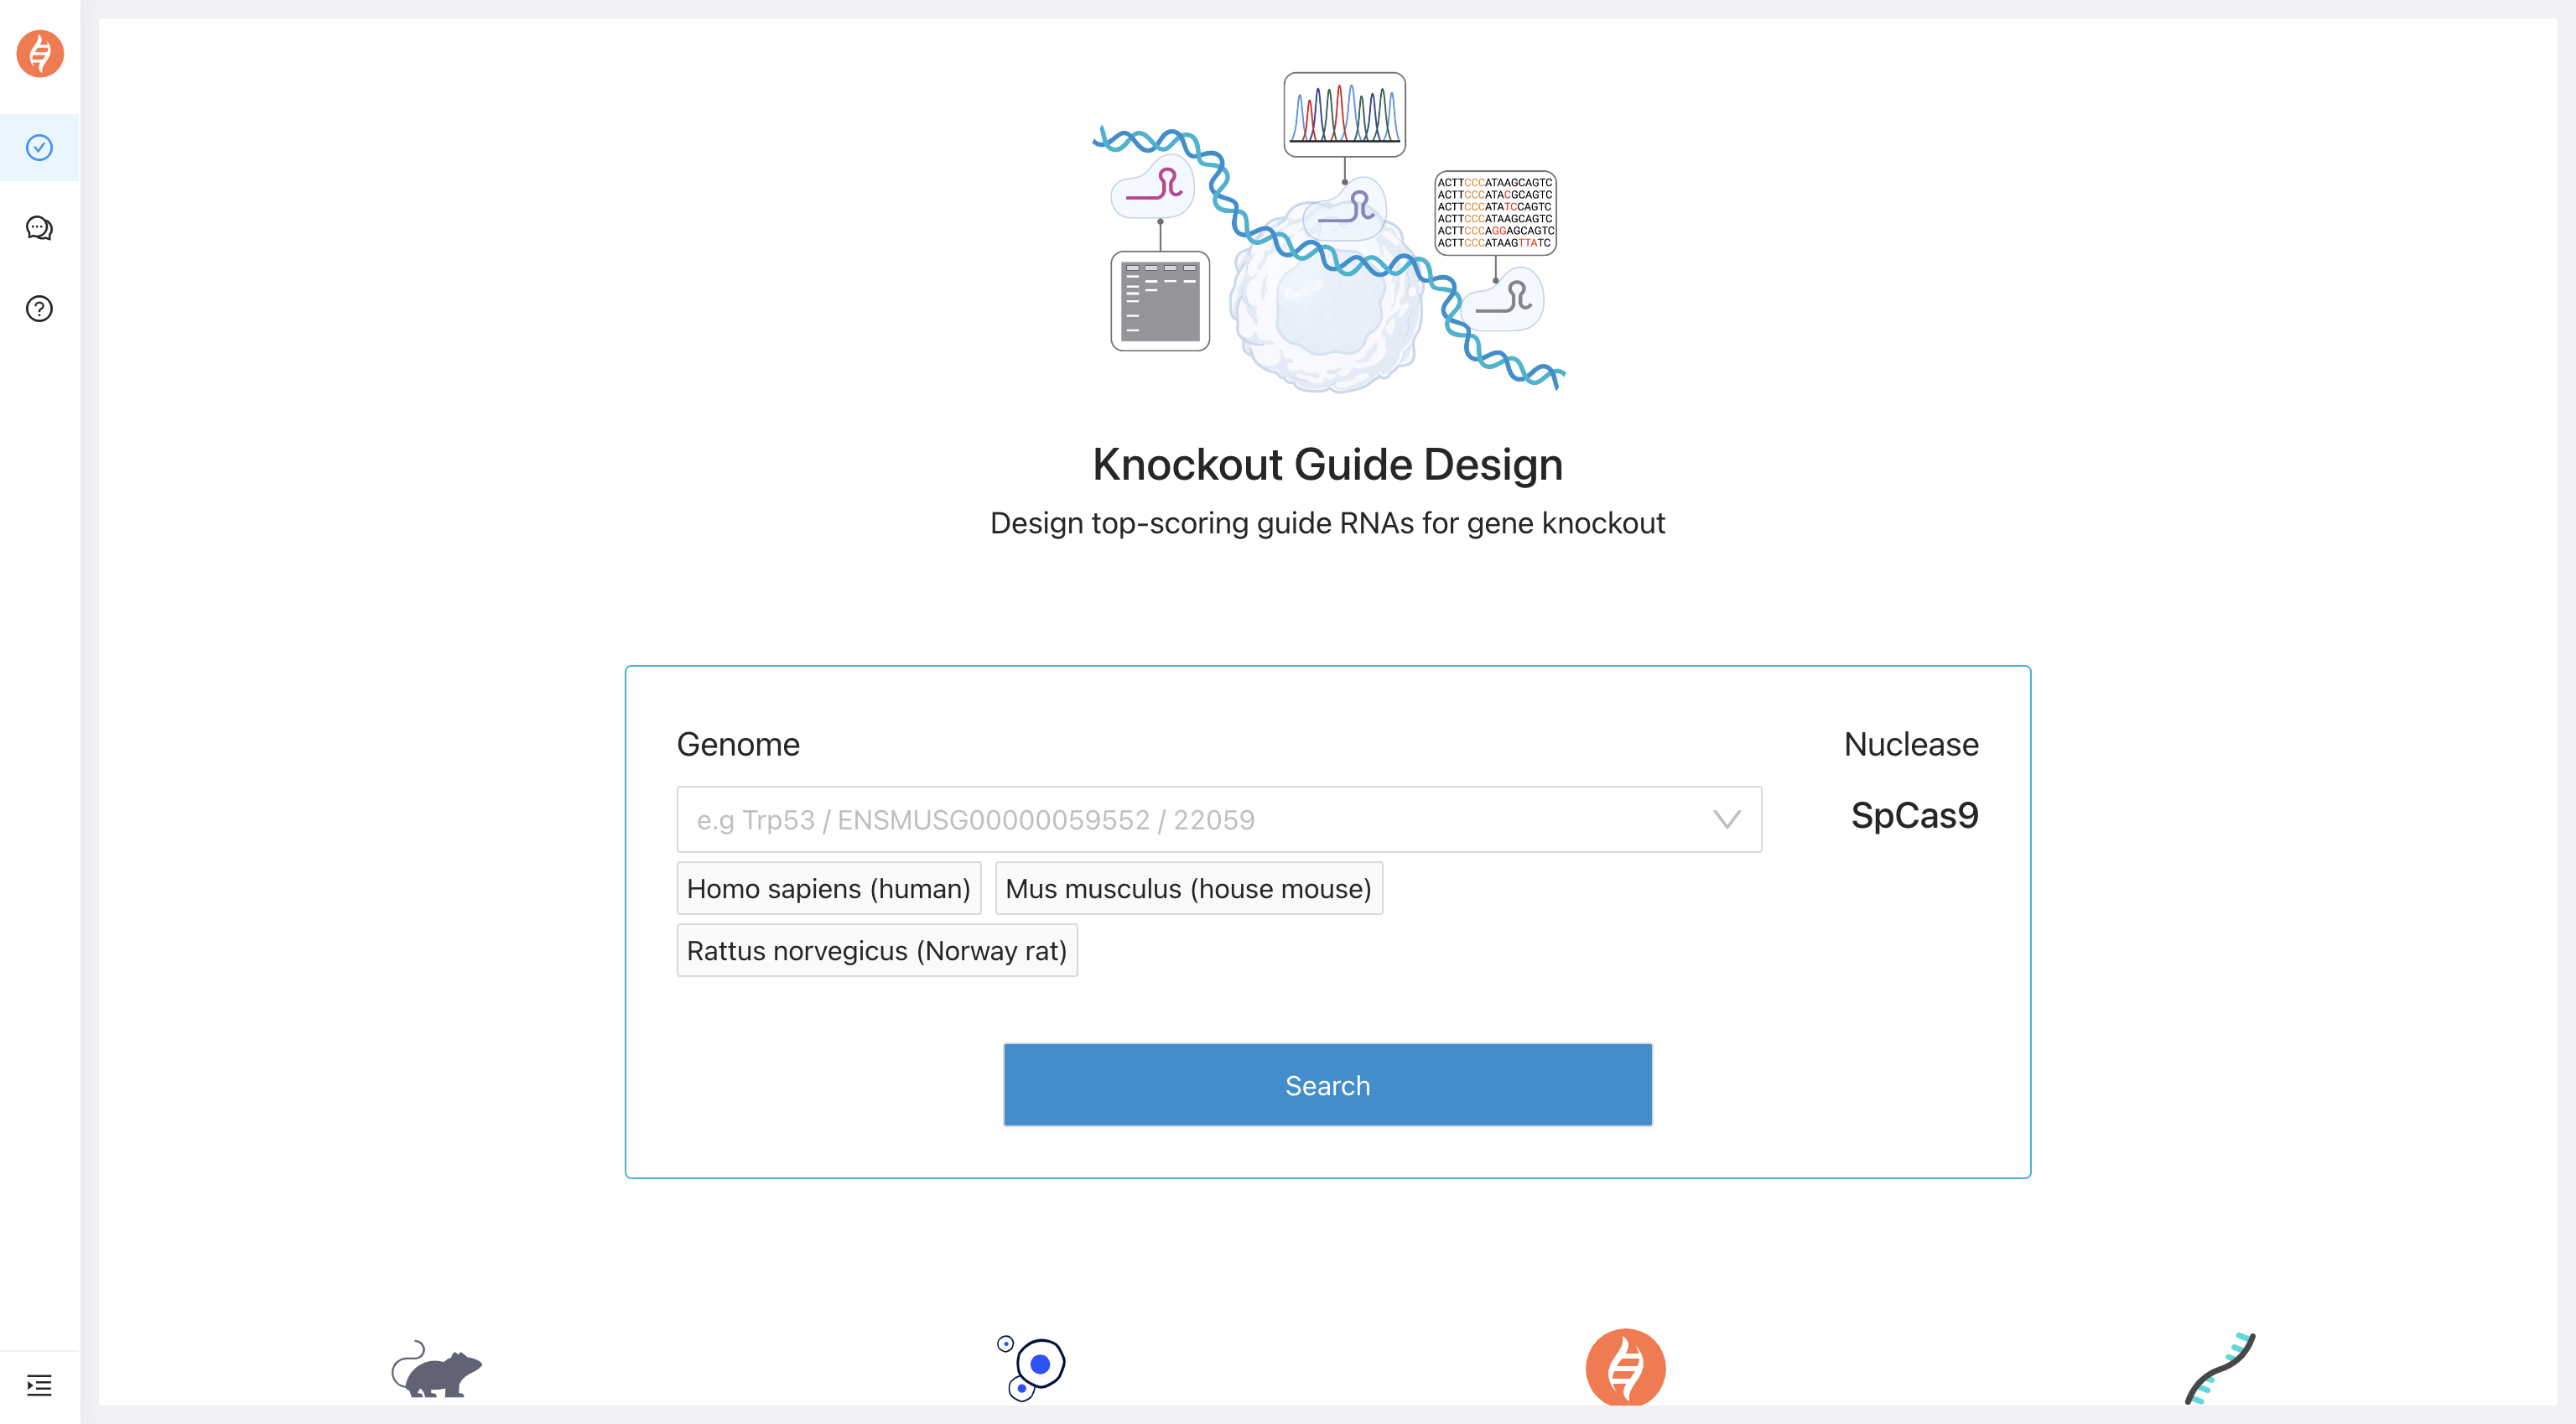 ACTTCCCATAAGCAGTC
ACTTCCCATACGCAGTC
ACTTCCCATATCCAGTC
ACTTCCCATAAGCAGTC
ACTTCCCAGGAGCAGTC
ACTTCCCATAAGTTATC
Knockout Guide Design
Design top-scoring guide RNAs for gene knockout
Genome
Nuclease
e.g Trp53 / ENSMUSG00000059552 / 22059
SpCas9
Homo sapiens (human) Mus musculus (house mouse)
Rattus norvegicus (Norway rat)
Search